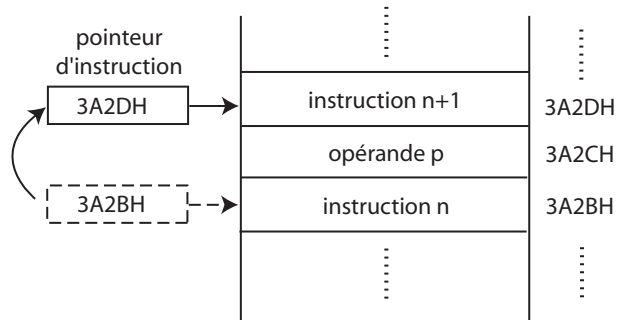 pointeur
d'instruction
3A2DH
instruction n+1
3A2DH
opérande p
3A2CH
3A2BH
instruction n
3A2BH